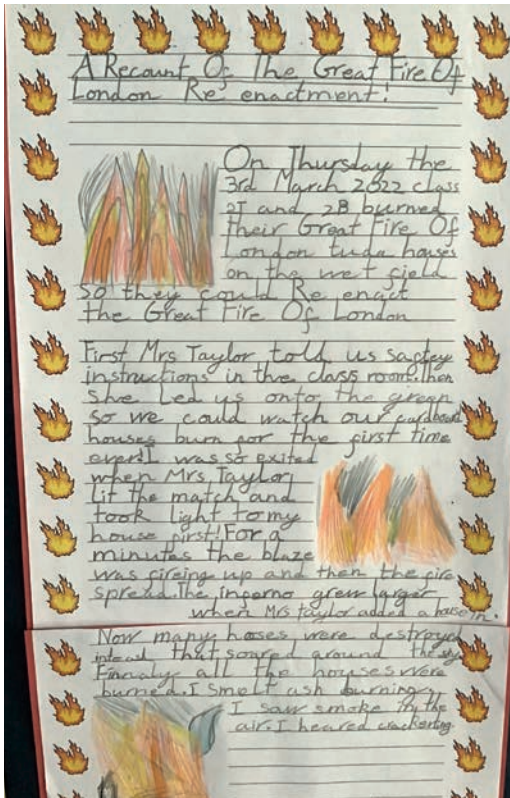 A Recount Of The Great Fire Of
London Re enactment!
On Thursday the
3rd March 2022 class
2T and 2B burned
their Great Fire Of
London tuda houses
on the wet field
so they could Re enact
the Great Fire Of London
First Mrs Taylor told us saftey
instructions in the class room.Then
she led us onto the green
so we could watch our cardboard
houses burn for the first time
ever!I was so exited
when Mrs Taylor
lit the match and
took light to my
house first!For a
minutes the blaze
was fireing up and then the fire
spread.The inferno grew larger
when Mrs taylor added a house in.
Now many hoses were destroyed
that soared around the sky
Finnaly all the houses were
burned.I smelt ash burning
I saw smoke in the
air.I heared